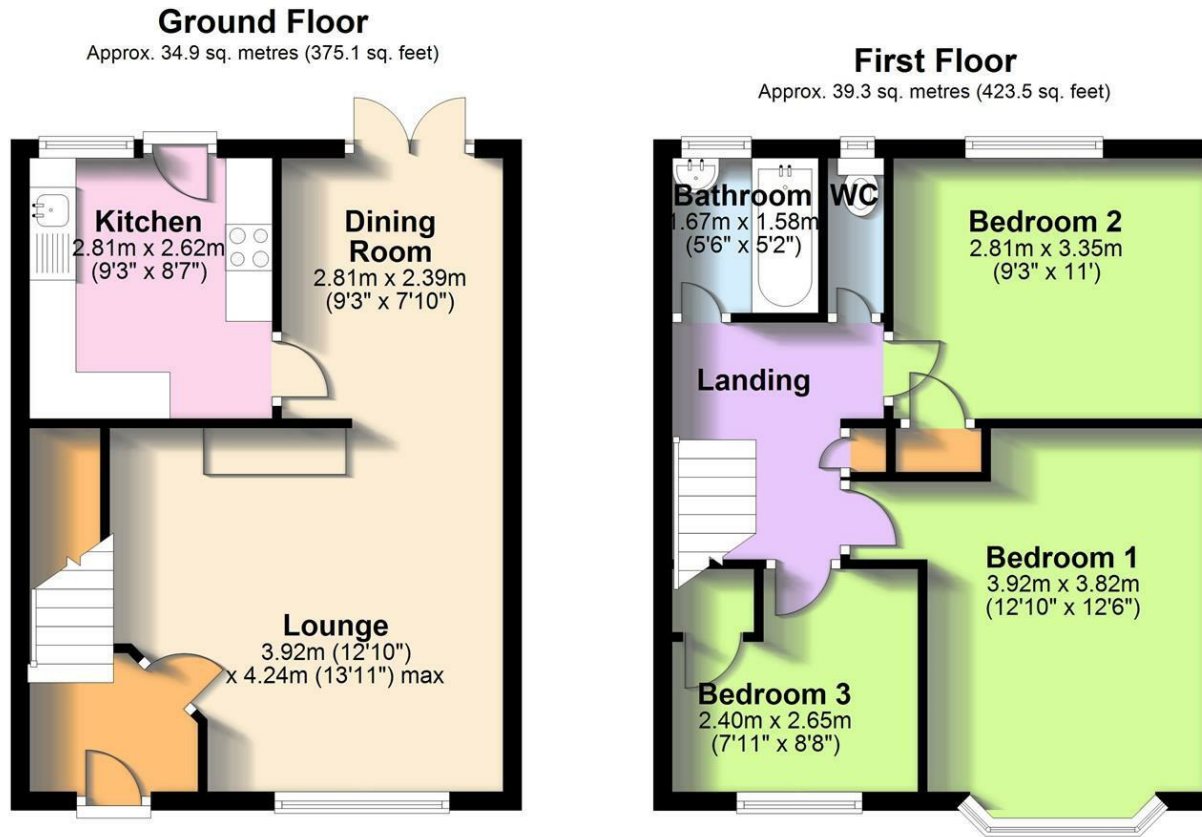 Ground Floor
Approx. 34.9 sq. metres (375.1 sq. feet)
Kitchen
2.81m x 2.62m
(9'3" x 8'7")
Dining
Room
2.81m x 2.39m
(9'3" x 7'10")
Lounge
3.92m (12'10")
x 4.24m (13'11") max
First Floor
Approx. 39.3 sq. metres (423.5 sq. feet)
Bathroom
1.67m x 1.58m
(5'6" x 5'2")
WC
Bedroom 2
2.81m x 3.35m
(9'3" x 11')
Landing
Bedroom 1
3.92m x 3.82m
(12'10" x 12'6")
Bedroom 3
2.40m x 2.65m
(7'11" x 8'8")